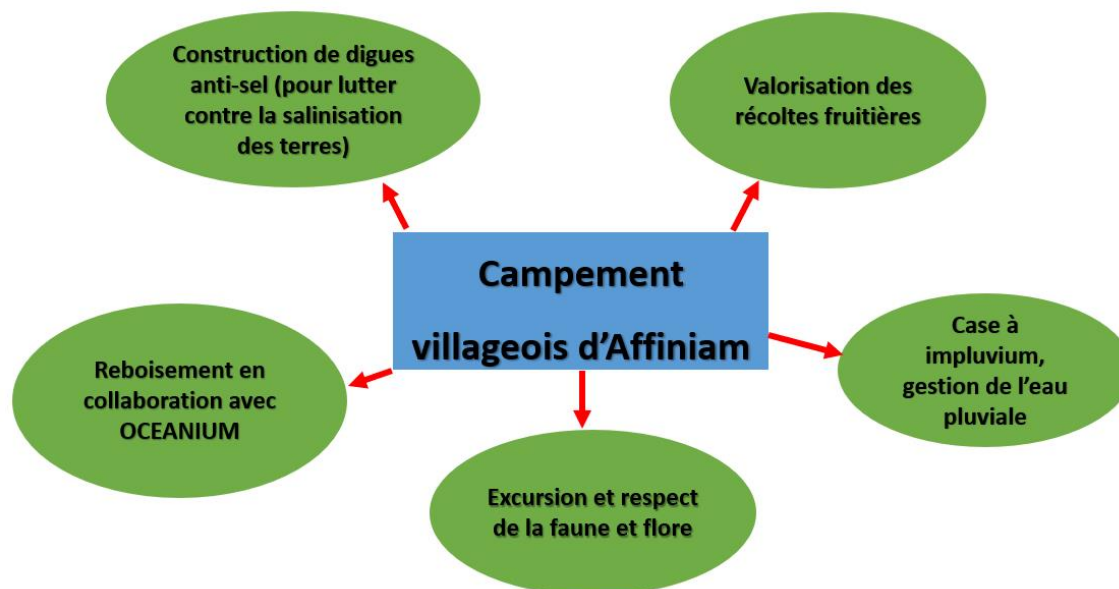 Construction de digues
anti-sel (pour lutter
contre la salinisation
des terres)
Valorisation des
récoltes fruitières
Campement
villageois d’Affiniam
Case à
impluvium,
gestion de l’eau
pluviale
Reboisement en
collaboration avec
OCEANIUM
Excursion et respect
de la faune et flore